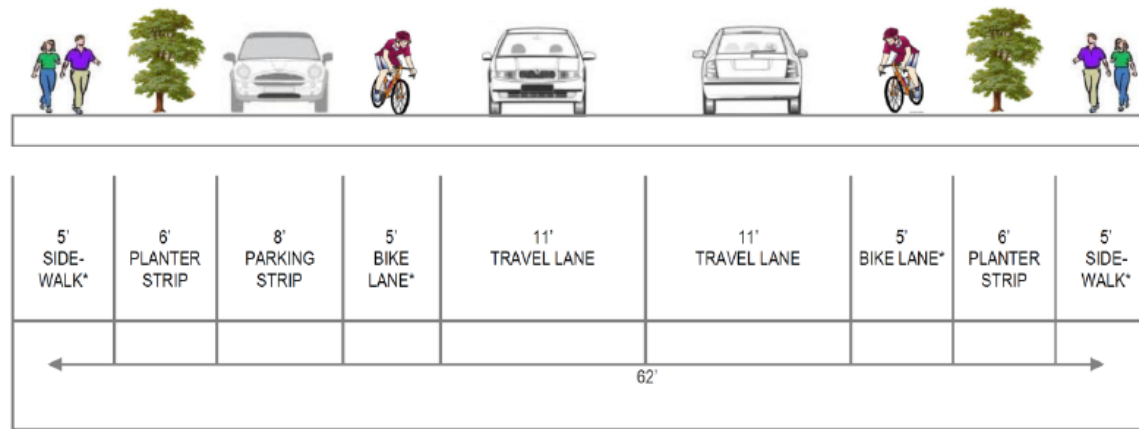 5’
SIDE-
WALK*
6’
PLANTER
STRIP
8’
PARKING
STRIP
5’
BIKE
LANE*
11’
TRAVEL LANE
11’
TRAVEL LANE
5’
BIKE LANE*
6’
PLANTER
STRIP
5’
SIDE-
WALK*
62’